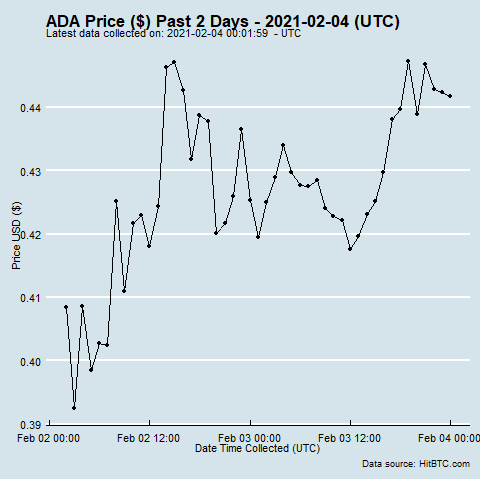 ADA Price ($) Past 2 Days - 2021-02-04 (UTC)
Latest data collected on: 2021-02-04 00:01:59  - UTC
Price USD ($)
0.44
0.43
0.42
0.41
0.40
0.39
Feb 02 00:00 Feb 02 12:00 Feb 03 00:00 Feb 03 12:00 Feb 04 00:00
Date Time Collected (UTC)
Data source: HitBTC.com